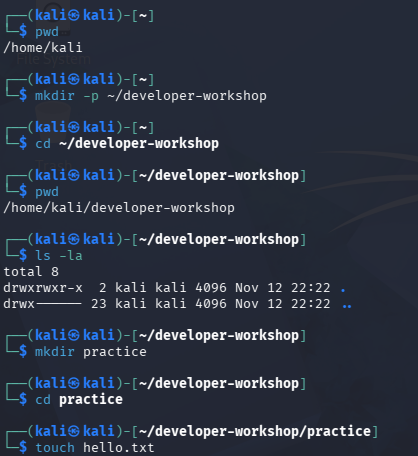 ┌──(kali㉿kali)-[~]
└─$ pwd
/home/kali
┌──(kali㉿kali)-[~]
└─$ mkdir -p ~/developer-workshop
┌──(kali㉿kali)-[~]
└─$ cd ~/developer-workshop
┌──(kali㉿kali)-[~/developer-workshop]
└─$ pwd
/home/kali/developer-workshop
┌──(kali㉿kali)-[~/developer-workshop]
└─$ ls -la
total 8
drwxrwxr-x  2 kali kali 4096 Nov 12 22:22 .
drwx------ 23 kali kali 4096 Nov 12 22:22 ..
┌──(kali㉿kali)-[~/developer-workshop]
└─$ mkdir practice
┌──(kali㉿kali)-[~/developer-workshop]
└─$ cd practice
┌──(kali㉿kali)-[~/developer-workshop/practice]
└─$ touch hello.txt
File System
Trash